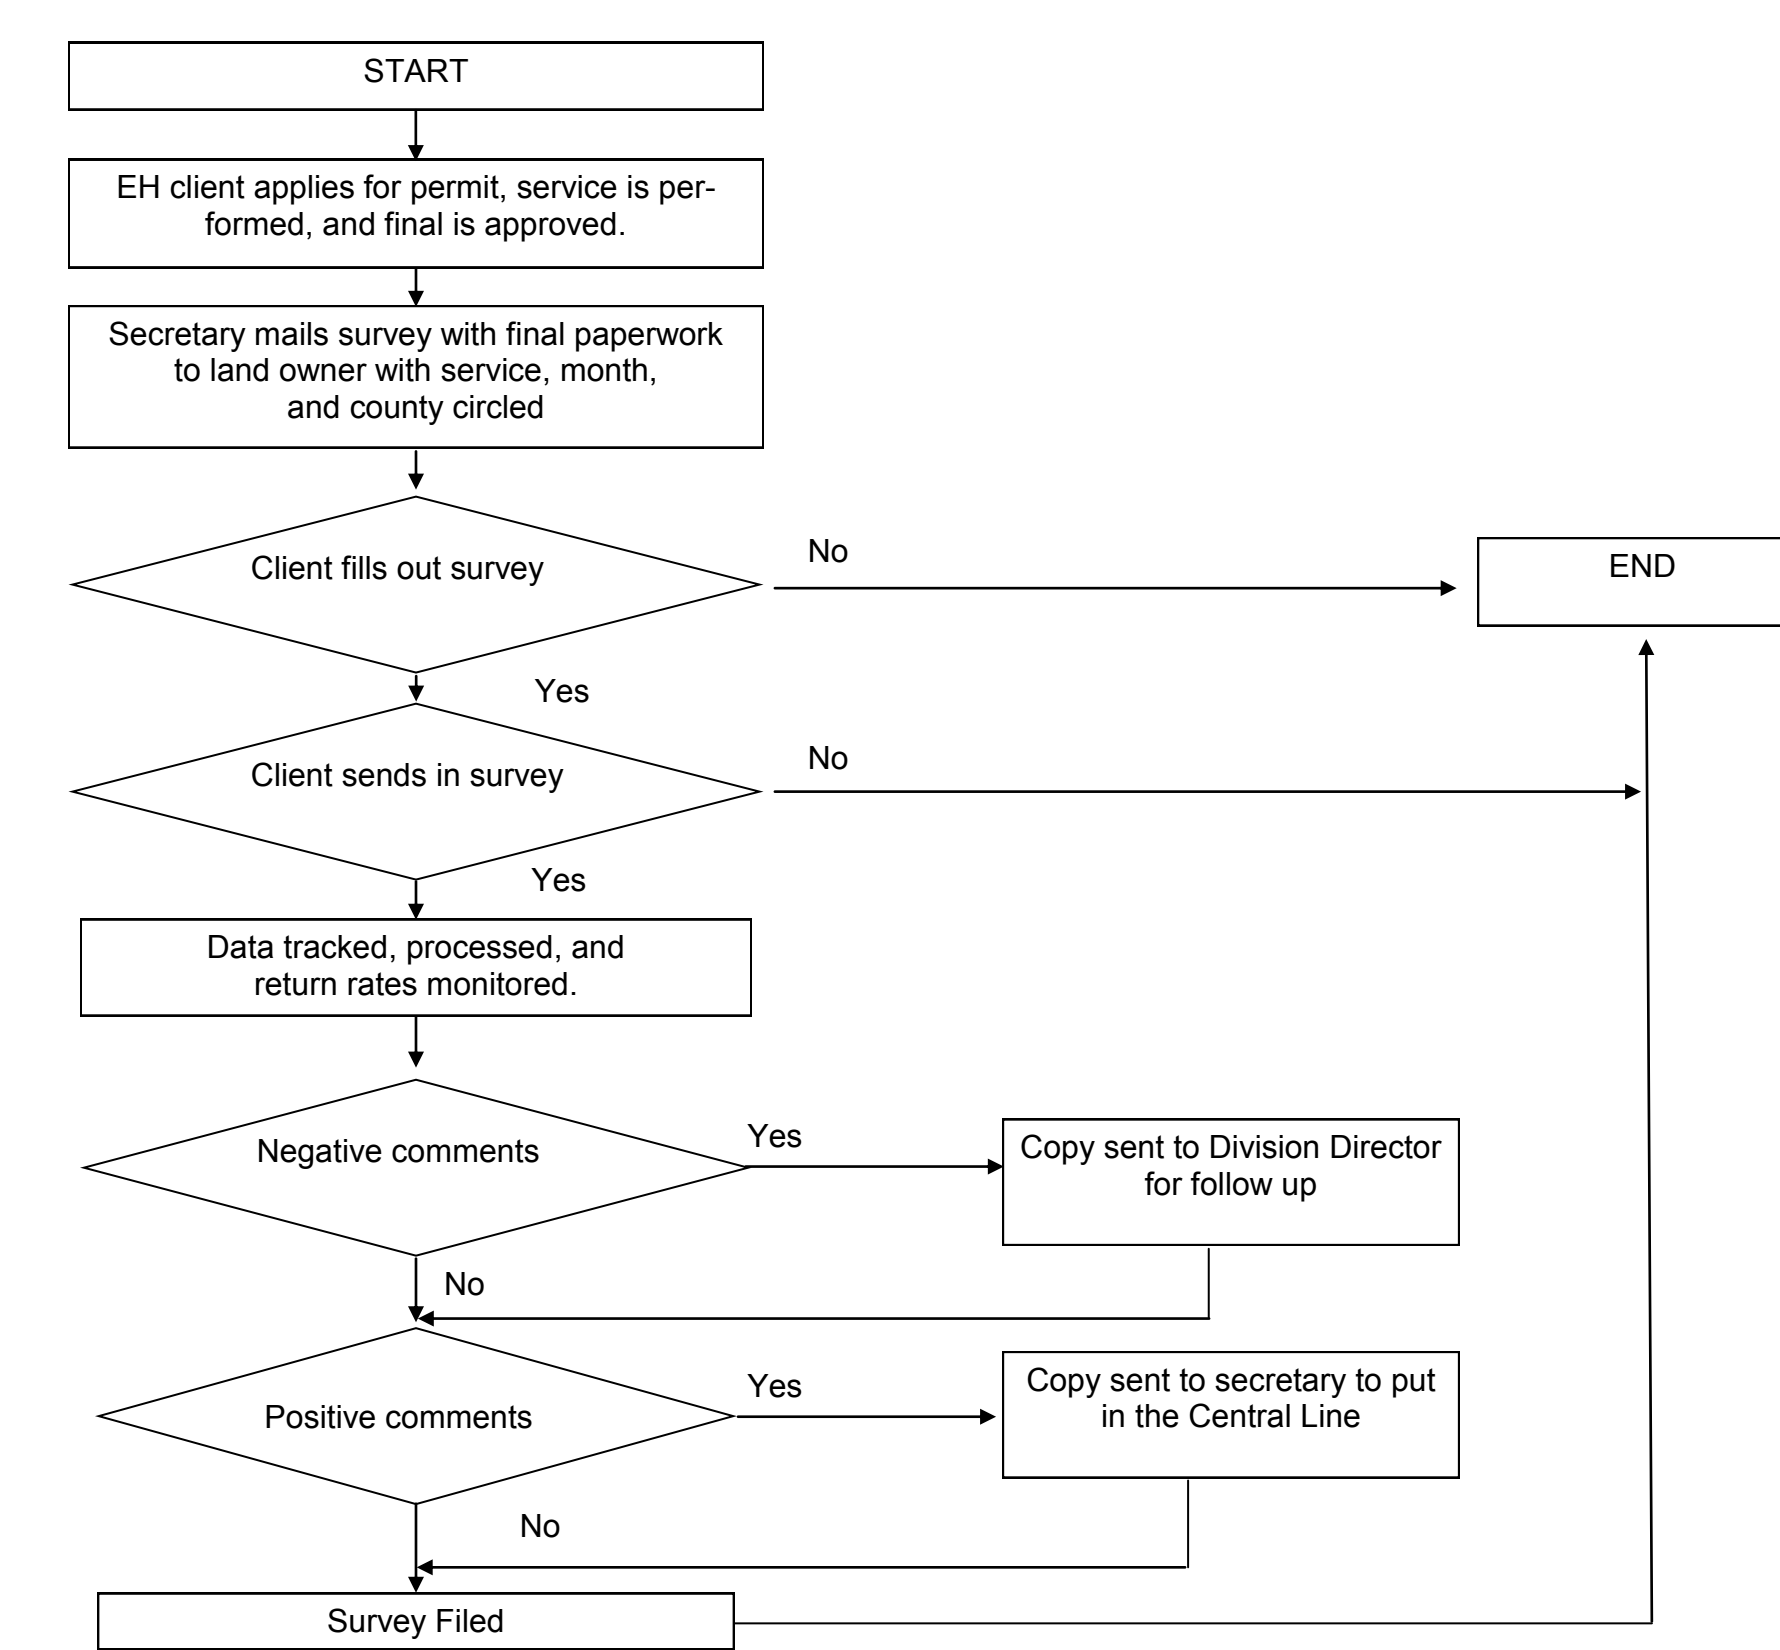 START
EH client applies for permit, service is per-
formed, and final is approved.
Secretary mails survey with final paperwork
to land owner with service, month,
and county circled
Client fills out survey
No
END
Yes
Client sends in survey
No
Yes
Data tracked, processed, and
return rates monitored.
Negative comments
Yes
Copy sent to Division Director
for follow up
No
Positive comments
Yes
Copy sent to secretary to put
in the Central Line
No
Survey Filed